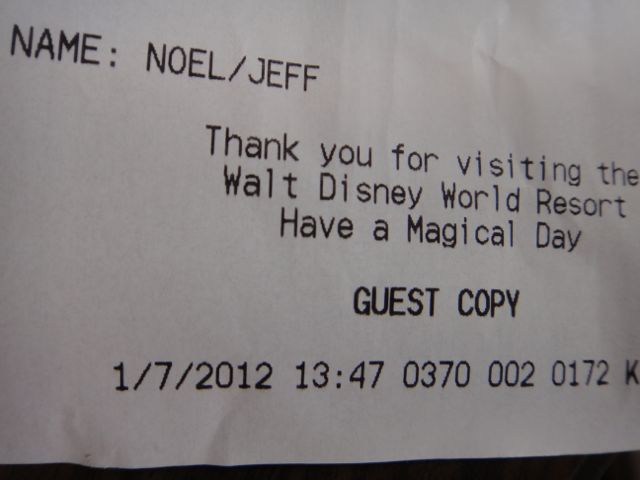 NAME: NOEL/JEFF
Thank you for visiting the
Walt Disney World Resort
Have a Magical Day
GUEST COPY
1/7/2012 13:47 0370 002 0172 K